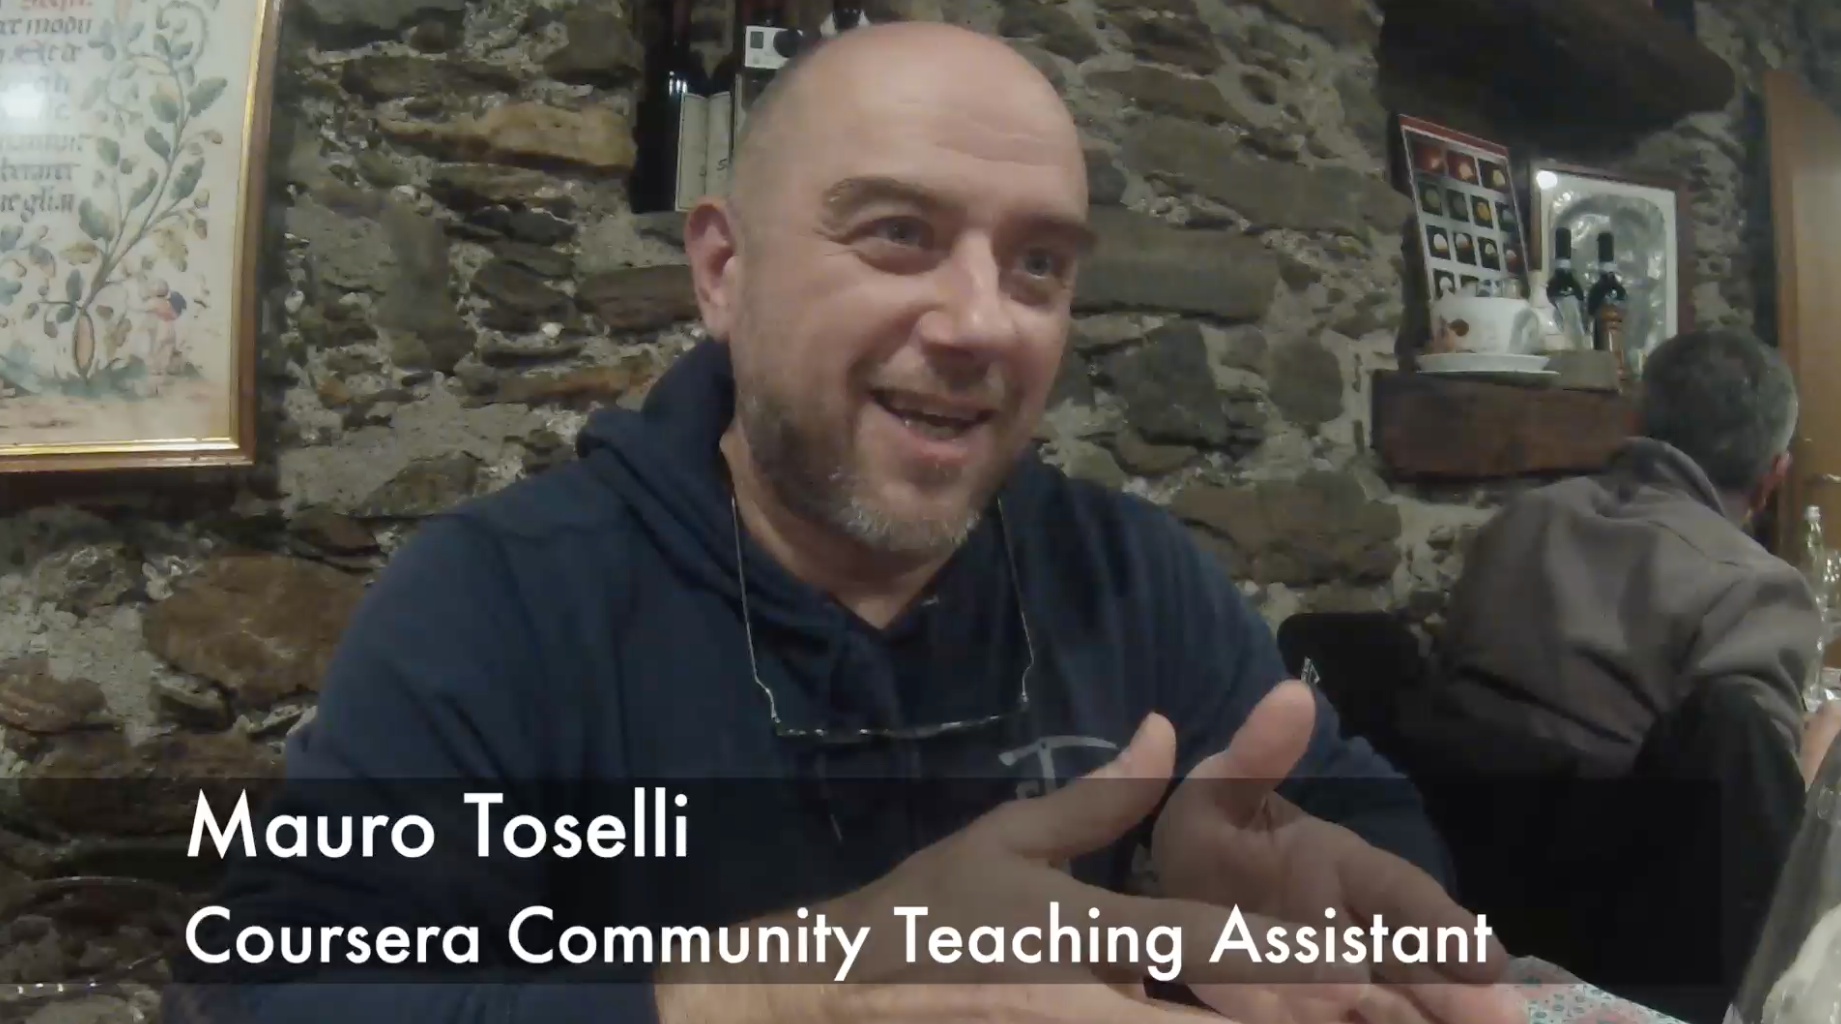 Mauro Toselli
Coursera Community Teaching Assistant